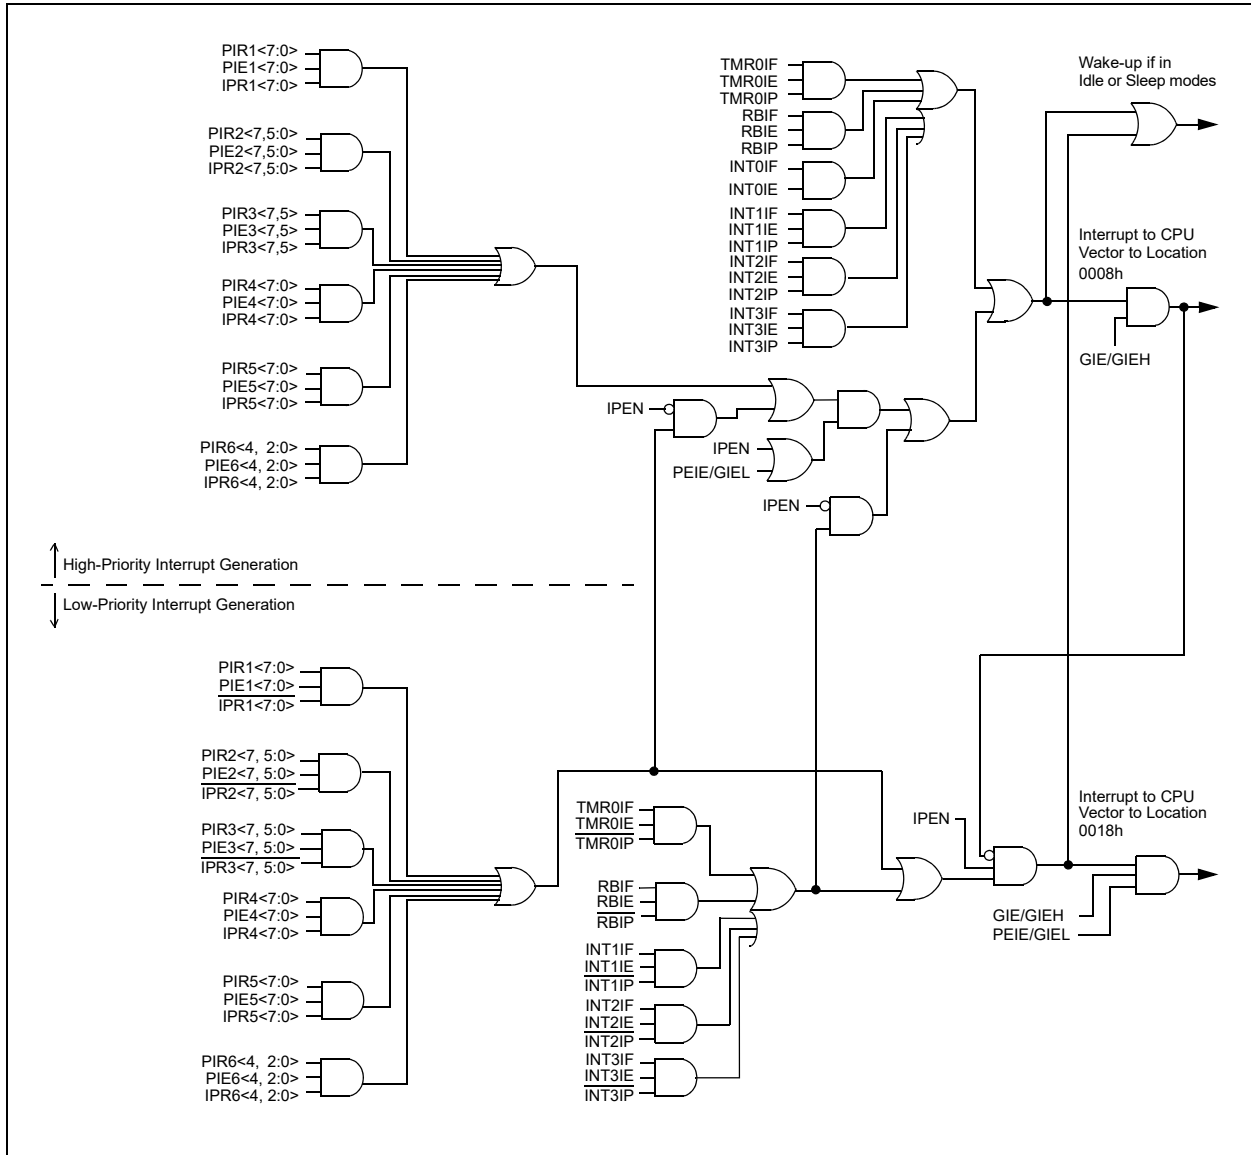 PIR1<7:0>
PIE1<7:0>
IPR1<7:0>
PIR2<7,5:0>
PIE2<7,5:0>
IPR2<7,5:0>
PIR3<7,5>
PIE3<7,5>
IPR3<7,5>
PIR4<7:0>
PIE4<7:0>
IPR4<7:0>
PIR5<7:0>
PIE5<7:0>
IPR5<7:0>
PIR6<4, 2:0>
PIE6<4, 2:0>
IPR6<4, 2:0>
TMR0IF
TMR0IE
TMR0IP
RBIF
RBIE
RBIP
INT0IF
INT0IE
INT1IF
INT1IE
INT1IP
INT2IF
INT2IE
INT2IP
INT3IF
INT3IE
INT3IP
Wake-up if in
Idle or Sleep modes
Interrupt to CPU
Vector to Location
0008h
GIE/GIEH
IPEN
IPEN
PEIE/GIEL
IPEN
High-Priority Interrupt Generation
Low-Priority Interrupt Generation
PIR1<7:0>
PIE1<7:0>
IPR1<7:0>
PIR2<7, 5:0>
PIE2<7, 5:0>
IPR2<7, 5:0>
PIR3<7, 5:0>
PIE3<7, 5:0>
IPR3<7, 5:0>
PIR4<7:0>
PIE4<7:0>
IPR4<7:0>
PIR5<7:0>
PIE5<7:0>
IPR5<7:0>
PIR6<4, 2:0>
PIE6<4, 2:0>
IPR6<4, 2:0>
TMR0IF
TMR0IE
TMR0IP
RBIF
RBIE
RBIP
INT1IF
INT1IE
INT1IP
INT2IF
INT2IE
INT2IP
INT3IF
INT3IE
INT3IP
IPEN
Interrupt to CPU
Vector to Location
0018h
GIE/GIEH
PEIE/GIEL